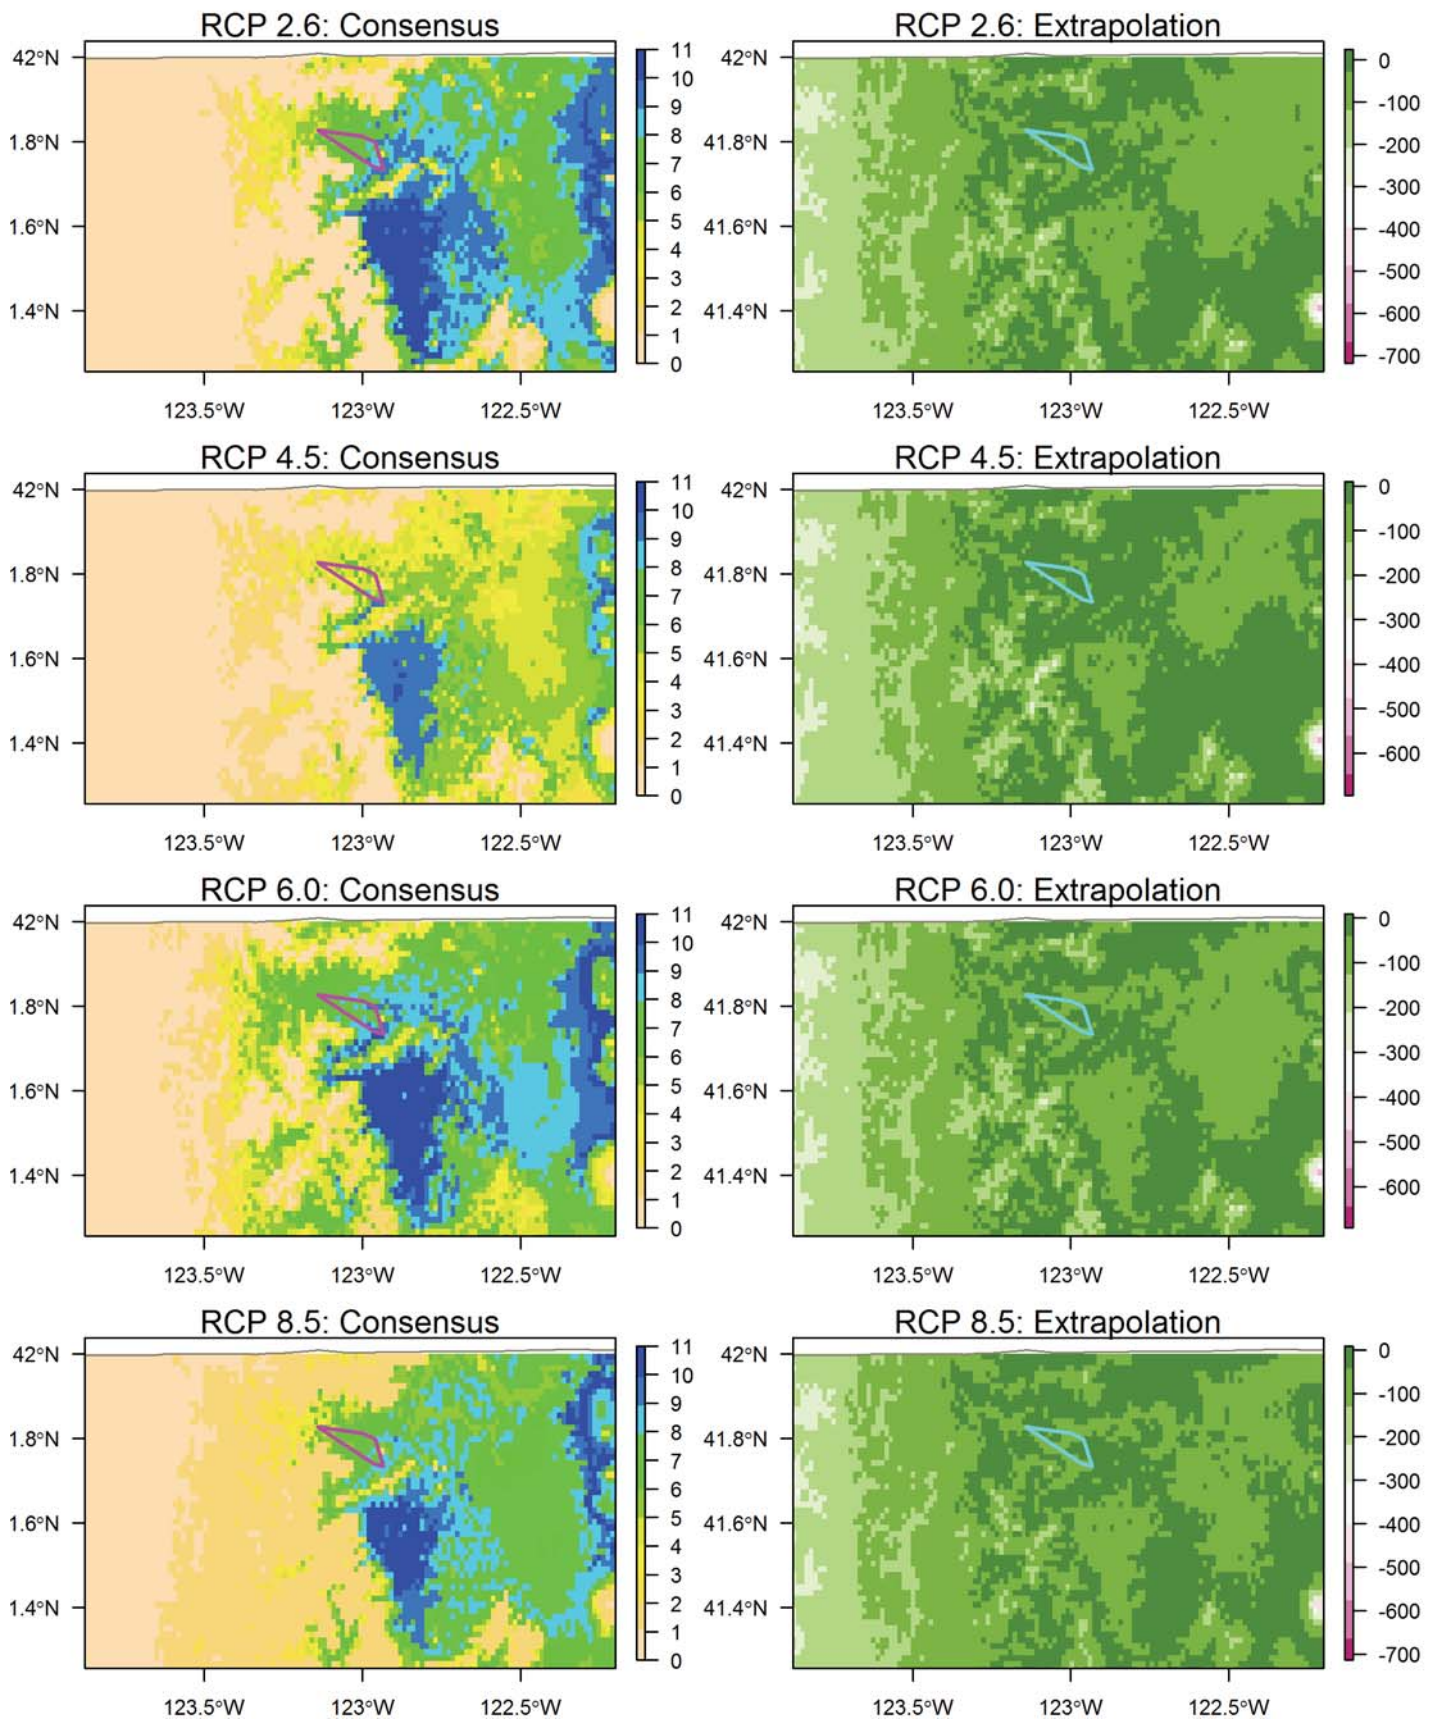 RCP 2.6: Consensus
RCP 2.6: Extrapolation
42°N
1.8°N
1.6°N
1.4°N
123.5°W 123°W 122.5°W
11
10
9
8
7
6
5
4
3
2
1
0
42°N
41.8°N
41.6°N
41.4°N
123.5°W 123°W 122.5°W
0
-100
-200
-300
-400
-500
-600
-700
RCP 4.5: Consensus
RCP 4.5: Extrapolation
42°N
1.8°N
1.6°N
1.4°N
123.5°W 123°W 122.5°W
11
10
9
8
7
6
5
4
3
2
1
0
42°N
41.8°N
41.6°N
41.4°N
123.5°W 123°W 122.5°W
0
-100
-200
-300
-400
-500
-600
RCP 6.0: Consensus
RCP 6.0: Extrapolation
42°N
1.8°N
1.6°N
1.4°N
123.5°W 123°W 122.5°W
11
10
9
8
7
6
5
4
3
2
1
0
42°N
41.8°N
41.6°N
41.4°N
123.5°W 123°W 122.5°W
0
-100
-200
-300
-400
-500
-600
RCP 8.5: Consensus
RCP 8.5: Extrapolation
42°N
1.8°N
1.6°N
1.4°N
123.5°W 123°W 122.5°W
11
10
9
8
7
6
5
4
3
2
1
0
42°N
41.8°N
41.6°N
41.4°N
123.5°W 123°W 122.5°W
0
-100
-200
-300
-400
-500
-600
-700